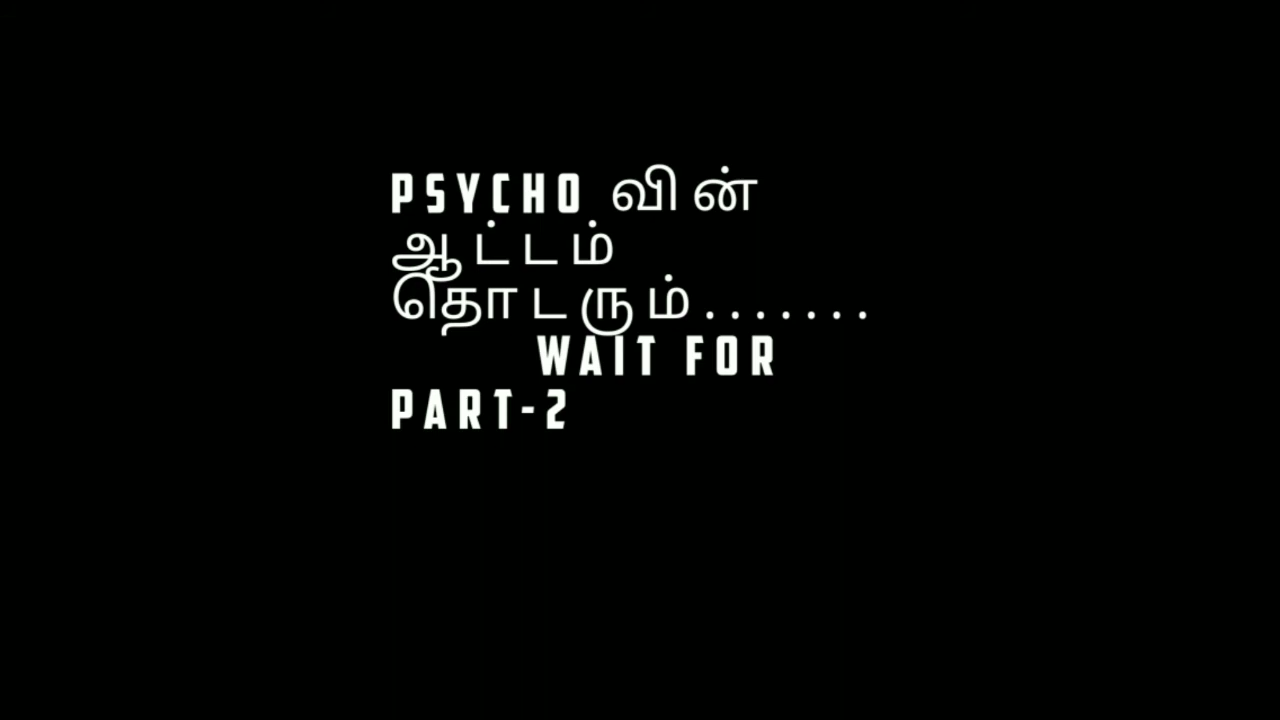 PSYCHO வின்
ஆட்டம்
தொடரும்.......
WAIT FOR
PART-2